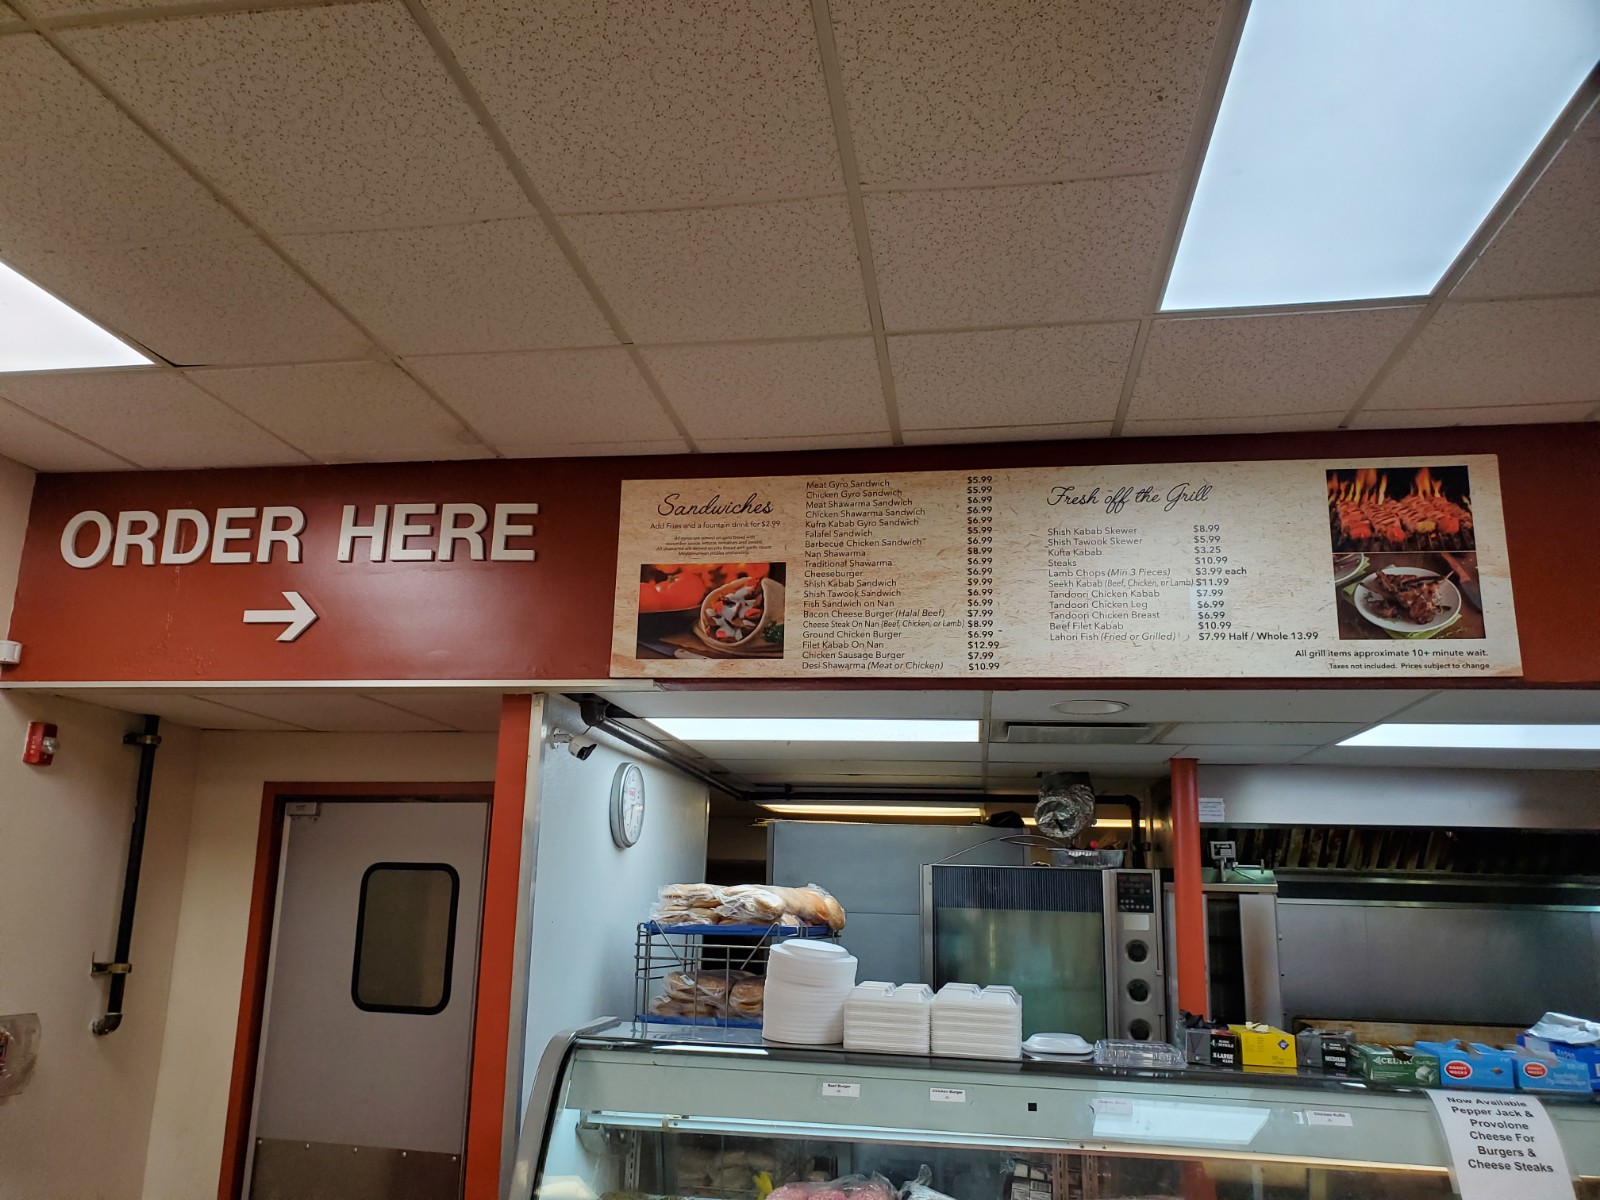 ORDER HERE
Sandwiches
Add Fries and a fountain drink for $2.99
Meat Gyro Sandwich $5.99
Chicken Gyro Sandwich $5.99
Meat Shawarma Sandwich $6.99
Chicken Shawarma Sandwich $6.99
Kufra Kabab Gyro Sandwich $6.99
Falafel Sandwich $5.99
Barbecue Chicken Sandwich $6.99
Nan Shawarma $8.99
Traditional Shawarma $6.99
Cheeseburger $6.99
Shish Kabab Sandwich $9.99
Shish Tawook Sandwich $6.99
Fish Sandwich on Nan $6.99
Bacon Cheese Burger (Halal Beef) $7.99
Cheese Steak On Nan (Beef, Chicken, or Lamb) $8.99
Ground Chicken Burger $6.99
Filet Kabab On Nan $12.99
Chicken Sausage Burger $7.99
Desi Shawarma (Meat or Chicken) $10.99
Fresh off the Grill
Shish Kabab Skewer $8.99
Shish Tawook Skewer $5.99
Kufta Kabab $3.25
Steaks $10.99
Lamb Chops (Min 3 Pieces) $3.99 each
Seekh Kabab (Beef, Chicken, or Lamb) $11.99
Tandoori Chicken Kabab $7.99
Tandoori Chicken Leg $6.99
Tandoori Chicken Breast $6.99
Beef Filet Kabab $10.99
Lahori Fish (Fried or Grilled) $7.99 Half / Whole 13.99
All grill items approximate 10+ minute wait.
Taxes not included. Prices subject to change
Beef Burger
Chicken Burger
X-LARGE
MEDIUM
Now Available
Pepper Jack &
Provolone
Cheese For
Burgers &
Cheese Steaks